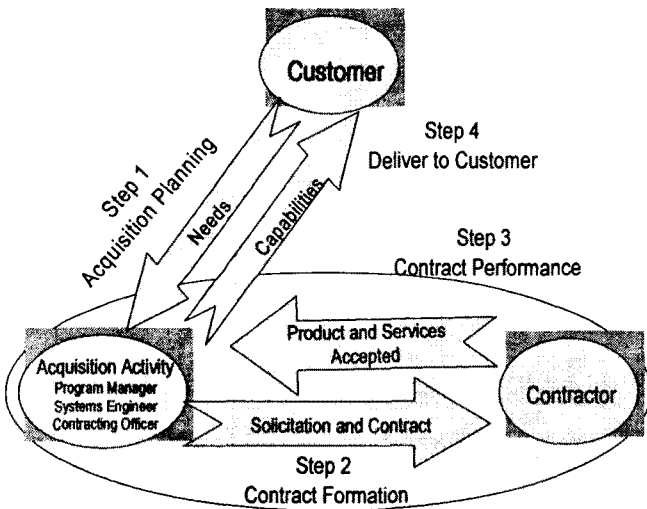 Customer
Step 4
Deliver to Customer
Step 1
Acquisition Planning
Needs
Capabilities
Step 3
Contract Performance
Product and Services
Accepted
Acquisition Activity
Program Manager
Systems Engineer
Contracting Officer
Contractor
Solicitation and Contract
Step 2
Contract Formation